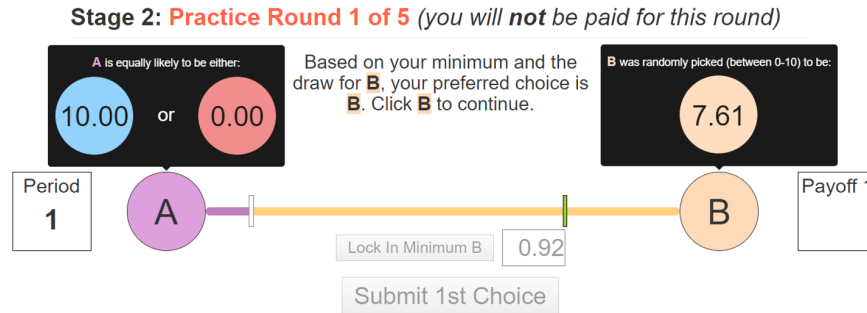 Stage 2: Practice Round 1 of 5 (you will not be paid for this round)
A is equally likely to be either:
10.00 or 0.00
Based on your minimum and the
draw for B, your preferred choice is
B. Click B to continue.
B was randomly picked (between 0-10) to be:
7.61
Period
1
A
B
Payoff 1
Lock In Minimum B
0.92
Submit 1st Choice